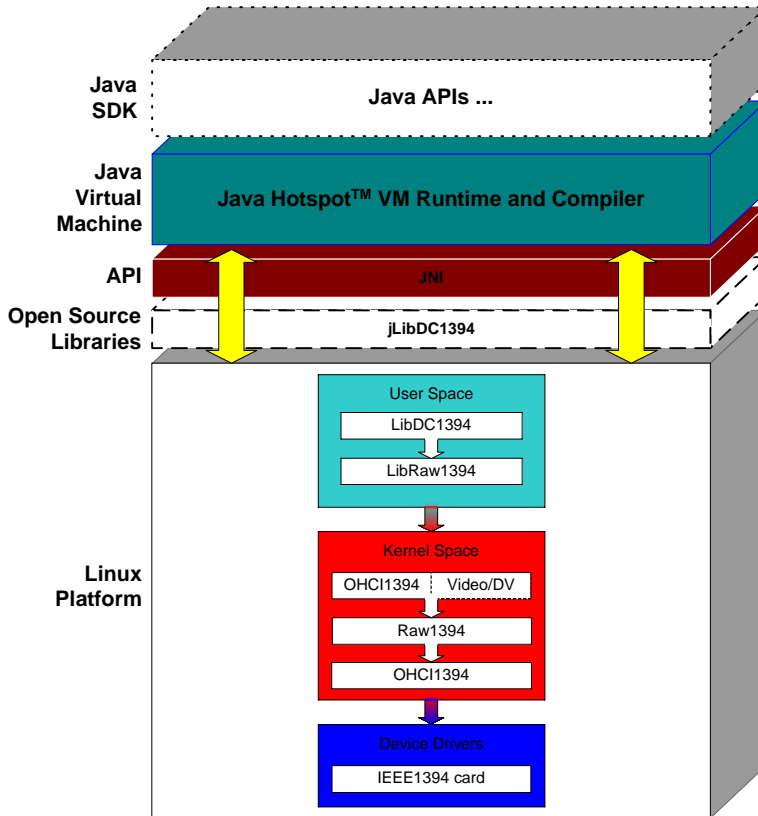 Java
SDK
Java APIs ...
Java
Virtual
Machine
Java Hotspot™ VM Runtime and Compiler
API
JNI
Open Source
Libraries
jLibDC1394
Linux
Platform
User Space
LibDC1394
LibRaw1394
Kernel Space
OHCI1394
Video/DV
Raw1394
OHCI1394
Device Drivers
IEEE1394 card